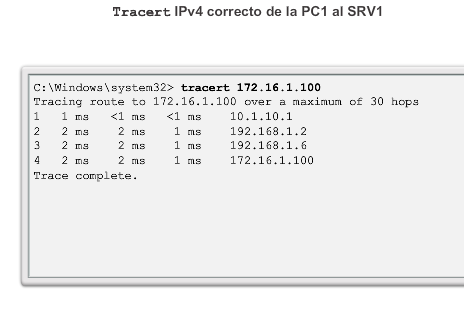 Tracert IPv4 correcto de la PC1 al SRV1
C:\Windows\system32> tracert 172.16.1.100
Tracing route to 172.16.1.100 over a maximum of 30 hops
1 1 ms <1 ms <1 ms 10.1.10.1
2 2 ms 2 ms 1 ms 192.168.1.2
3 2 ms 2 ms 1 ms 192.168.1.6
4 2 ms 2 ms 1 ms 172.16.1.100
Trace complete.